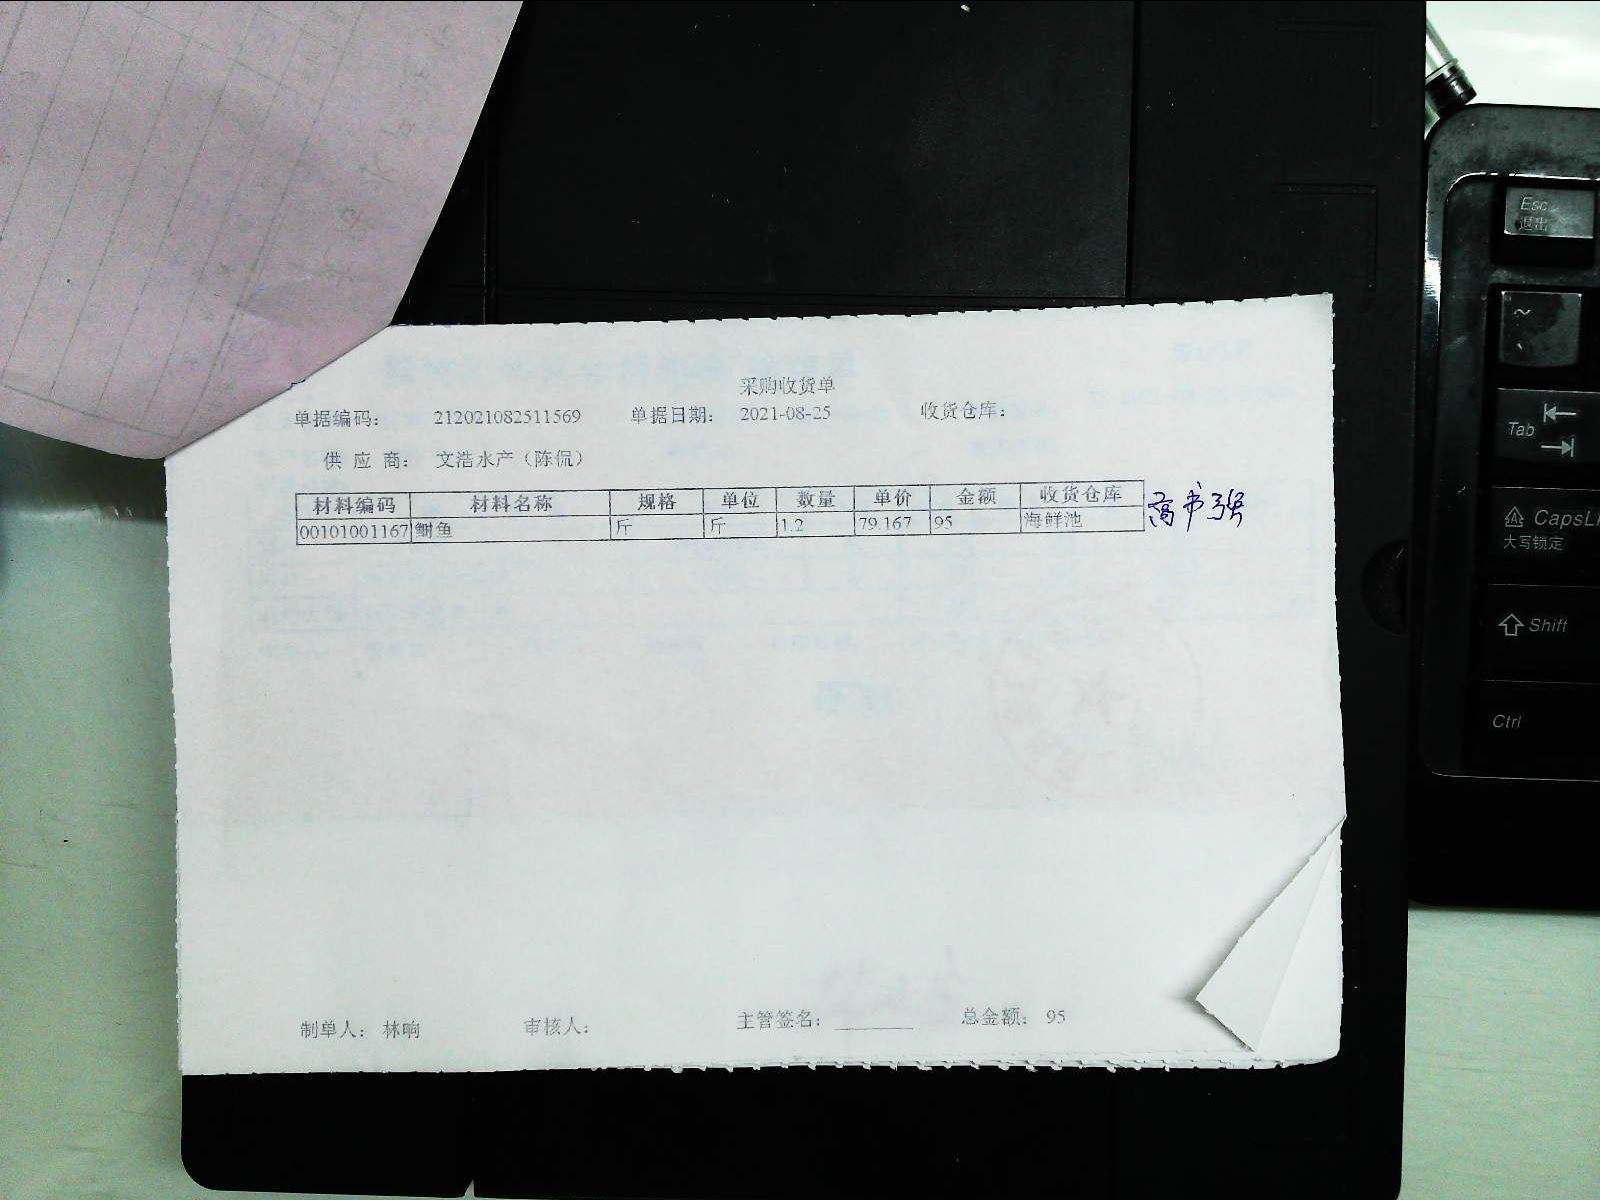 采购收货单
单据编码： 212021082511569 单据日期： 2021-08-25 收货仓库：
供 应 商： 文浩水产（陈侃）
材料编码 材料名称 规格 单位 数量 单价 金额 收货仓库
00101001167 鲥鱼 斤 斤 1.2 79.167 95 海鲜池
制单人： 林响 审核人： 主管签名： 总金额： 95
Esc
退出
~
Tab
CapsL
大写锁定
Shift
Ctrl